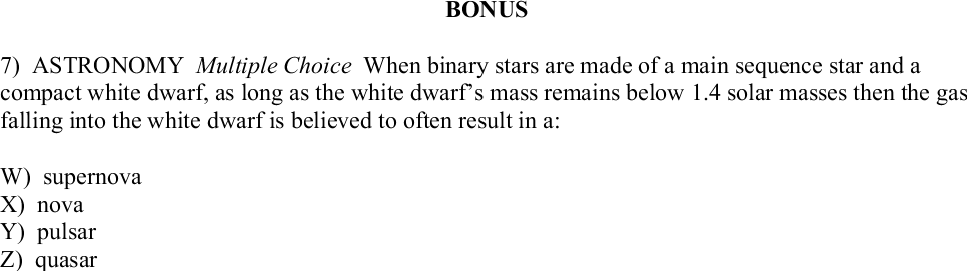 BONUS
7) ASTRONOMY Multiple Choice When binary stars are made of a main sequence star and a
compact white dwarf, as long as the white dwarf's mass remains below 1.4 solar masses then the gas
falling into the white dwarf is believed to often result in a:
W) supernova
X) nova
Y) pulsar
Z) quasar